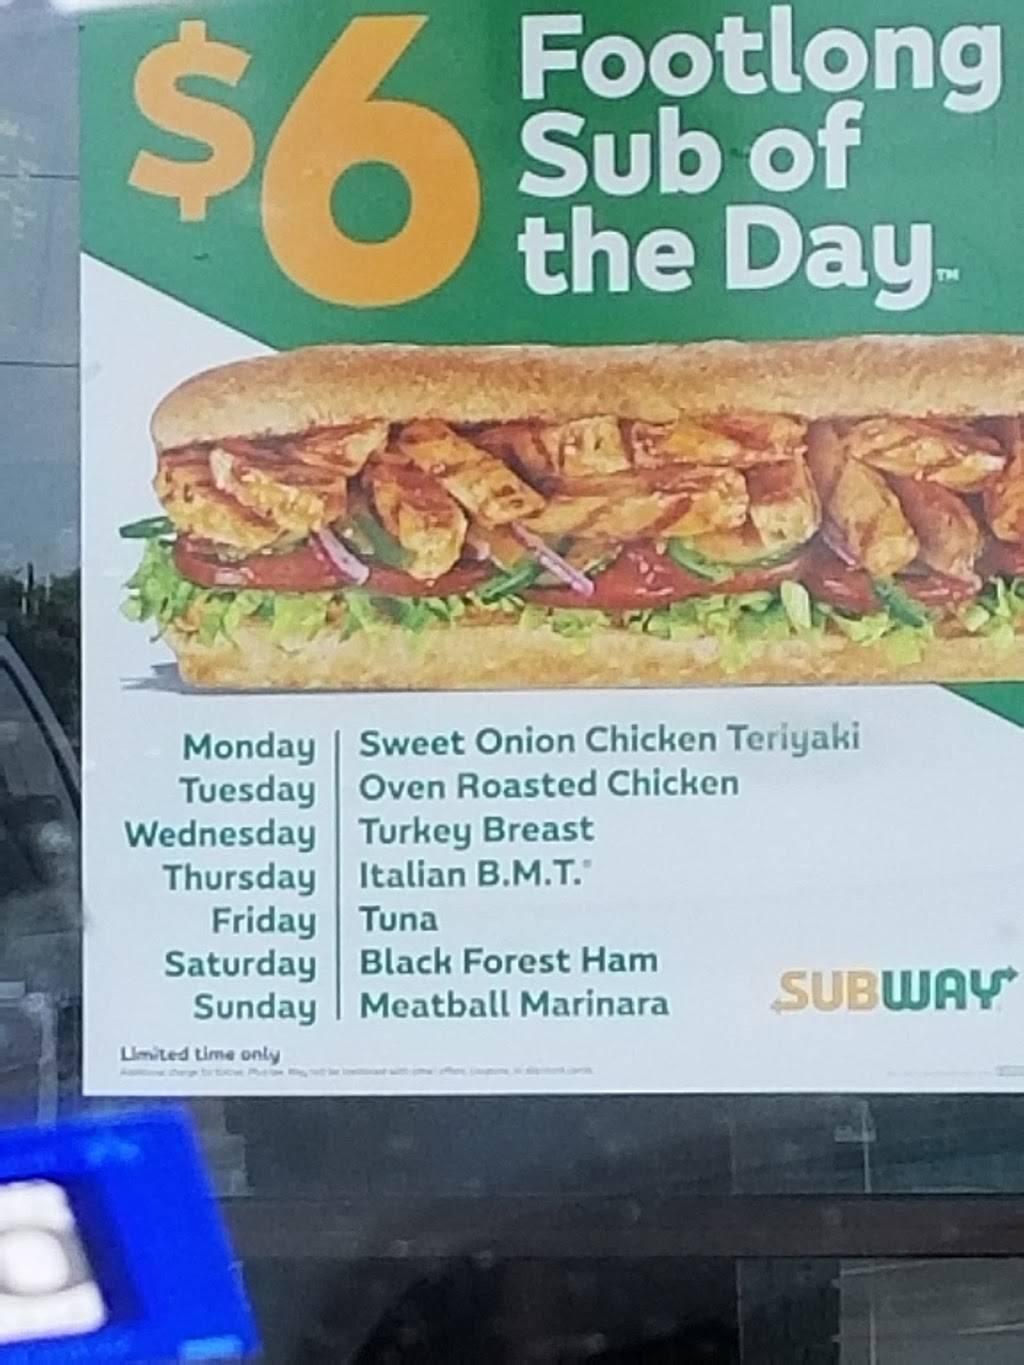 $6
Footlong
Sub of
the Day™
Monday Sweet Onion Chicken Teriyaki
Tuesday Oven Roasted Chicken
Wednesday Turkey Breast
Thursday Italian B.M.T.®
Friday Tuna
Saturday Black Forest Ham
Sunday Meatball Marinara
SUBWAY
Limited time only